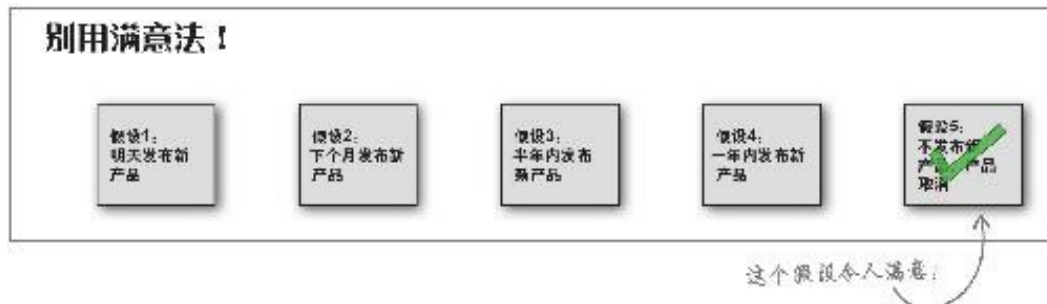 别用满意法！
假设1：
明天发布新
产品
假设2：
下个月发布新
产品
假设3：
半年内发布
新产品
假设4：
一年内发布新
产品
假设5：
不发布新
产品，产品
取消
这个假设令人满意；